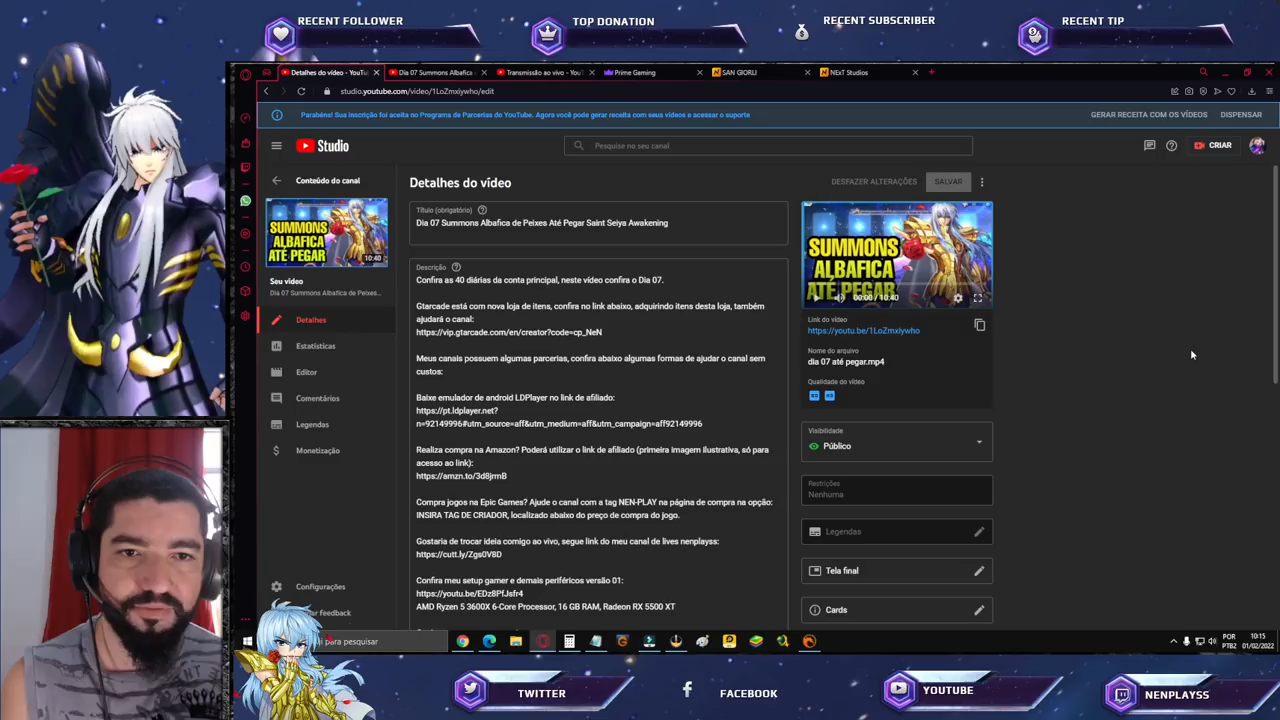 RECENT FOLLOWER
TOP DONATION
RECENT SUBSCRIBER
RECENT TIP
Detalhes do vídeo - YouTu
Dia 07 Summons Albafica
Transmissão ao vivo - YouT
Prime Gaming
SAN GIORLI
NExT Studios
studio.youtube.com/video/1LoZmxiywho/edit
Parabéns! Sua inscrição foi aceita no Programa de Parcerias do YouTube. Agora você pode gerar receita com seus vídeos e acessar o suporte
GERAR RECEITA COM OS VÍDEOS
DISPENSAR
Studio
Pesquise no seu canal
CRIAR
Conteúdo do canal
SUMMONS
ALBAFICA
ATÉ PEGAR
10:40
Seu vídeo
Dia 07 Summons Albafica de Peixes...
Detalhes
Estatísticas
Editor
Comentários
Legendas
Monetização
Configurações
feedback
Detalhes do vídeo
DESFAZER ALTERAÇÕES
SALVAR
Título (obrigatório)
Dia 07 Summons Albafica de Peixes Até Pegar Saint Seiya Awakening
Descrição
Confira as 40 diárias da conta principal, neste vídeo confira o Dia 07.
Gtarcade está com nova loja de itens, confira no link abaixo, adquirindo itens desta loja, também
ajudará o canal:
https://vip.gtarcade.com/en/creator?code=cp_NeN
Meus canais possuem algumas parcerias, confira abaixo algumas formas de ajudar o canal sem
custos:
Baixe emulador de android LDPlayer no link de afiliado:
https://pt.ldplayer.net?
n=92149996#utm_source=aff&utm_medium=aff&utm_campaign=aff92149996
Realiza compra na Amazon? Poderá utilizar o link de afiliado (primeira imagem ilustrativa, só para
acesso ao link):
https://amzn.to/3d8jrmB
Compra jogos na Epic Games? Ajude o canal com a tag NEN-PLAY na página de compra na opção:
INSIRA TAG DE CRIADOR, localizado abaixo do preço de compra do jogo.
Gostaria de trocar ideia comigo ao vivo, segue link do meu canal de lives nenplayss:
https://cutt.ly/Zgs0V8D
Confira meu setup gamer e demais periféricos versão 01:
https://youtu.be/EDz8PfJsfr4
AMD Ryzen 5 3600X 6-Core Processor, 16 GB RAM, Radeon RX 5500 XT
SUMMONS
ALBAFICA
ATÉ PEGAR
00:00 / 10:40
Link do vídeo
https://youtu.be/1LoZmxiywho
Nome do arquivo
dia 07 até pegar.mp4
Qualidade do vídeo
Visibilidade
Público
Restrições
Nenhuma
Legendas
Tela final
Cards
para pesquisar
POR
PTB2
10:15
01/02/2022
TWITTER
FACEBOOK
YOUTUBE
NENPLAYSS